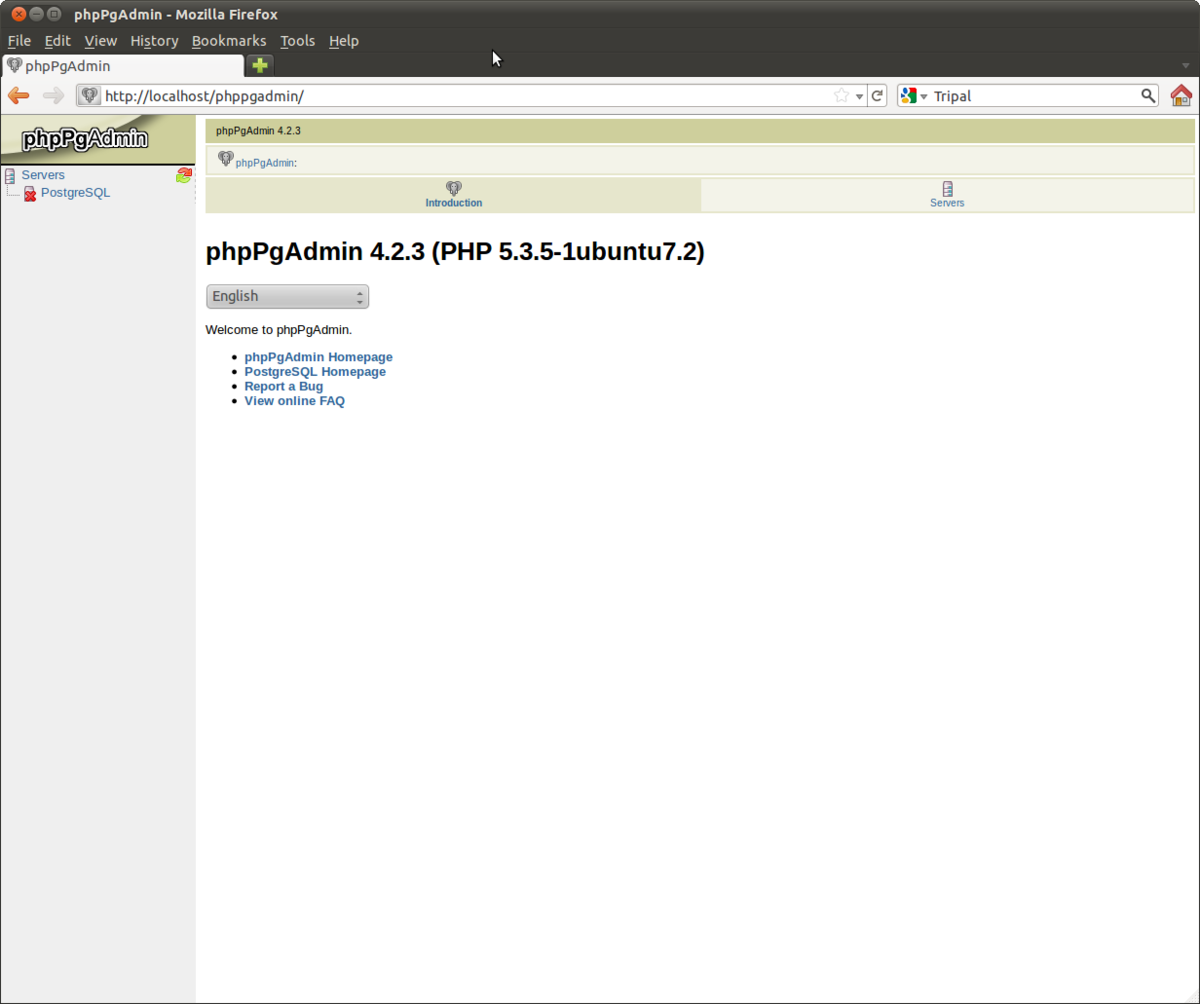 phpPgAdmin - Mozilla Firefox
File Edit View History Bookmarks Tools Help
phpPgAdmin
http://localhost/phppgadmin/ Tripal
phpPgAdmin
Servers
PostgreSQL
phpPgAdmin 4.2.3
phpPgAdmin:
Introduction Servers
phpPgAdmin 4.2.3 (PHP 5.3.5-1ubuntu7.2)
English
Welcome to phpPgAdmin.
• phpPgAdmin Homepage
• PostgreSQL Homepage
• Report a Bug
• View online FAQ